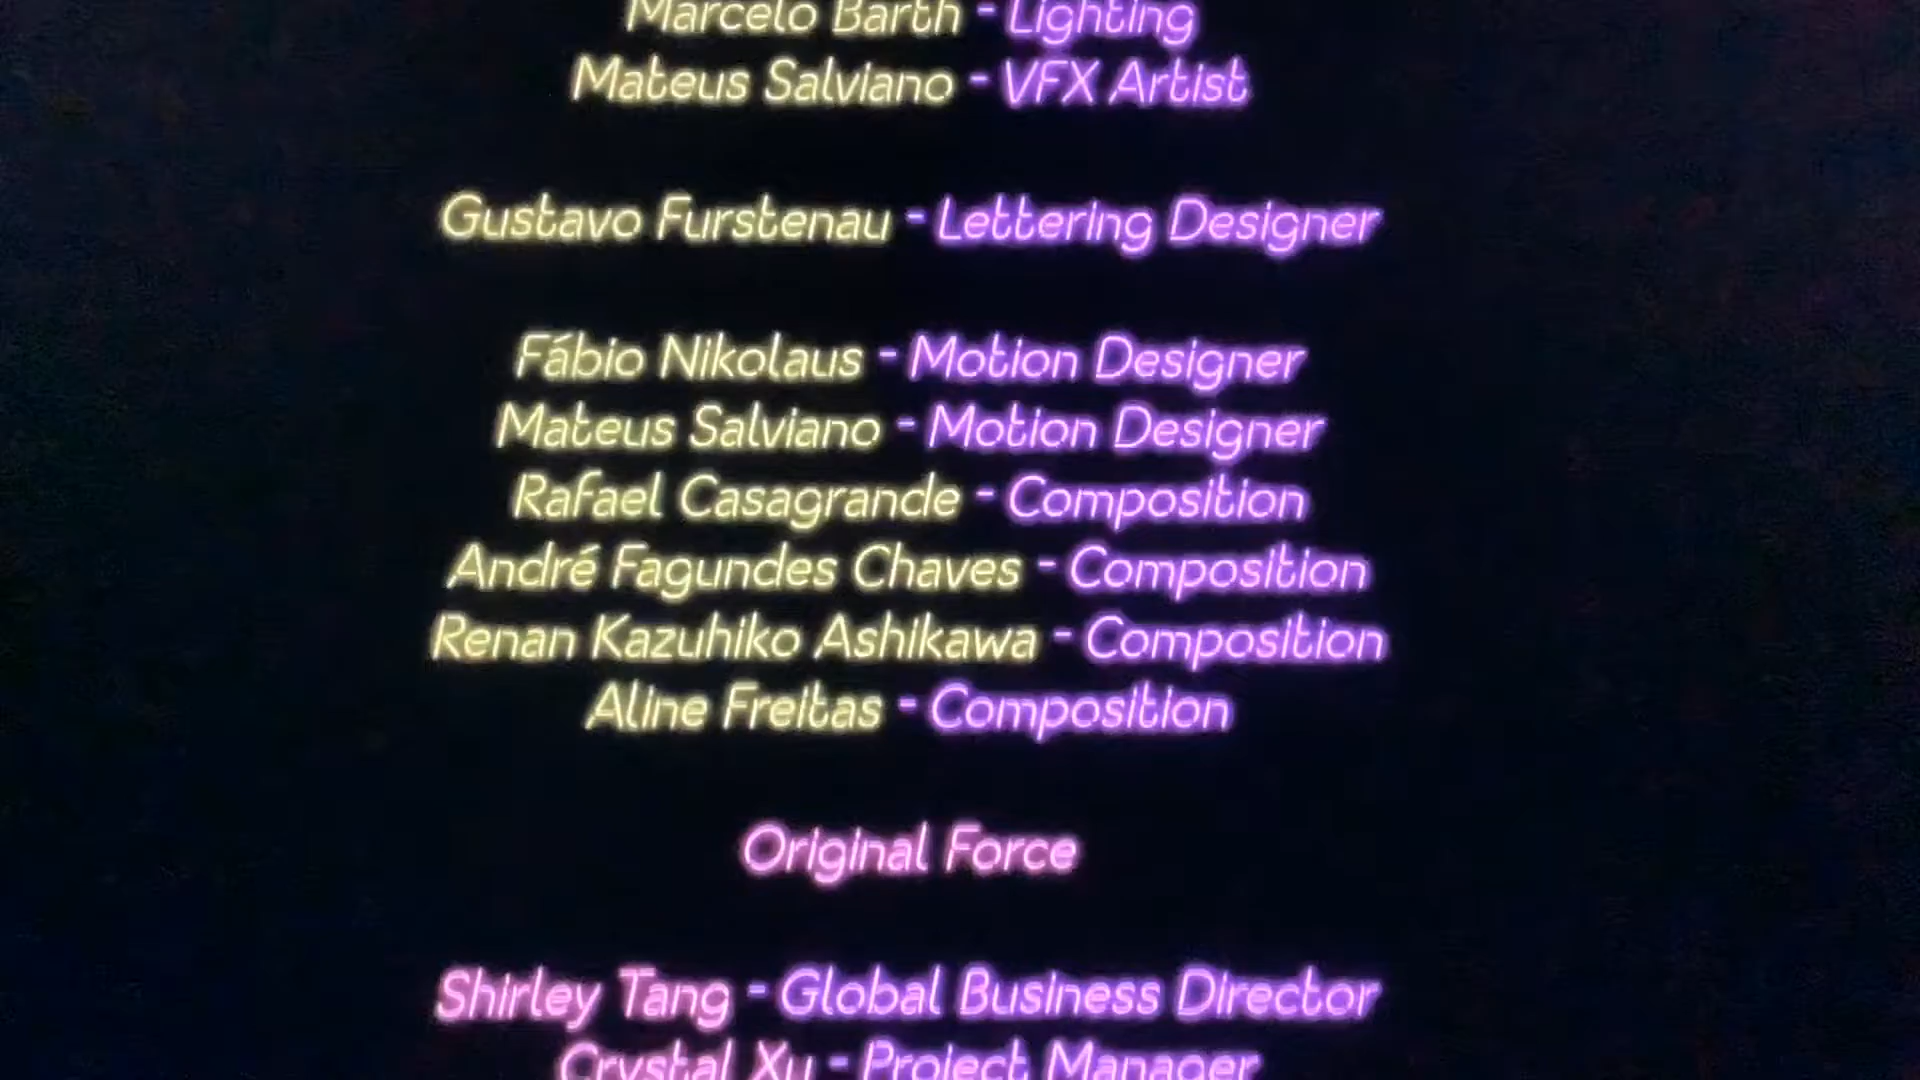 Marcelo Barth - Lighting
Mateus Salviano - VFX Artist
Gustavo Furstenau - Lettering Designer
Fábio Nikolaus - Motion Designer
Mateus Salviano - Motion Designer
Rafael Casagrande - Composition
André Fagundes Chaves - Composition
Renan Kazuhiko Ashikawa - Composition
Aline Freitas - Composition
Original Force
Shirley Tang - Global Business Director
Crystal Xu - Project Manager